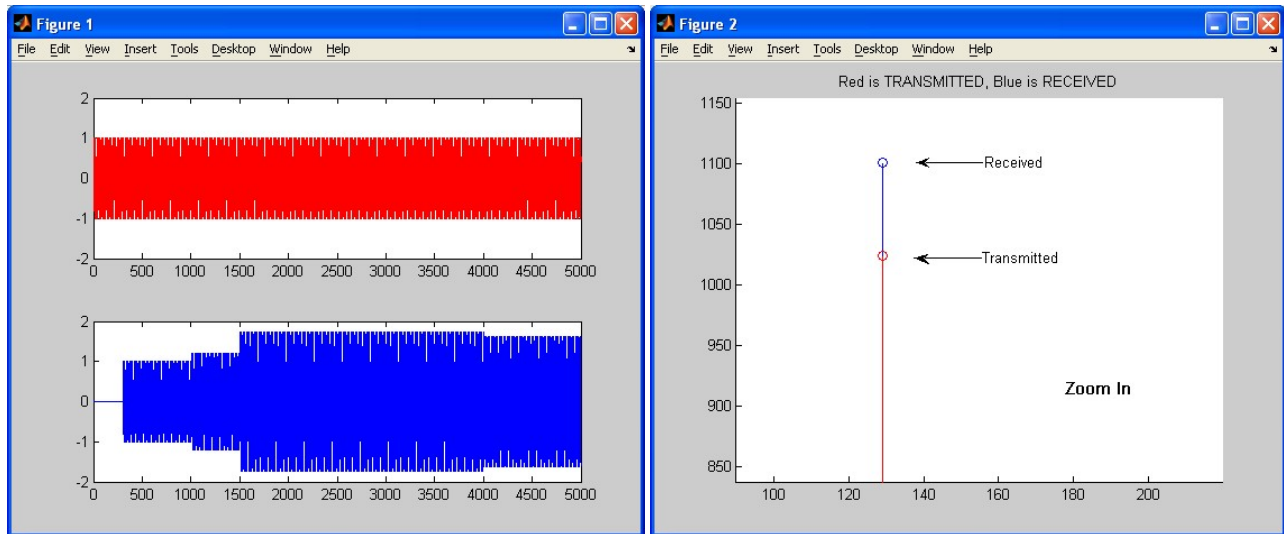 Figure 1
File Edit View Insert Tools Desktop Window Help
2
1
0
-1
-2
0 500 1000 1500 2000 2500 3000 3500 4000 4500 5000
2
1
0
-1
-2
0 500 1000 1500 2000 2500 3000 3500 4000 4500 5000
Figure 2
File Edit View Insert Tools Desktop Window Help
Red is TRANSMITTED, Blue is RECEIVED
1150
1100
Received
1050
Transmitted
1000
950
900
Zoom In
850
100 120 140 160 180 200